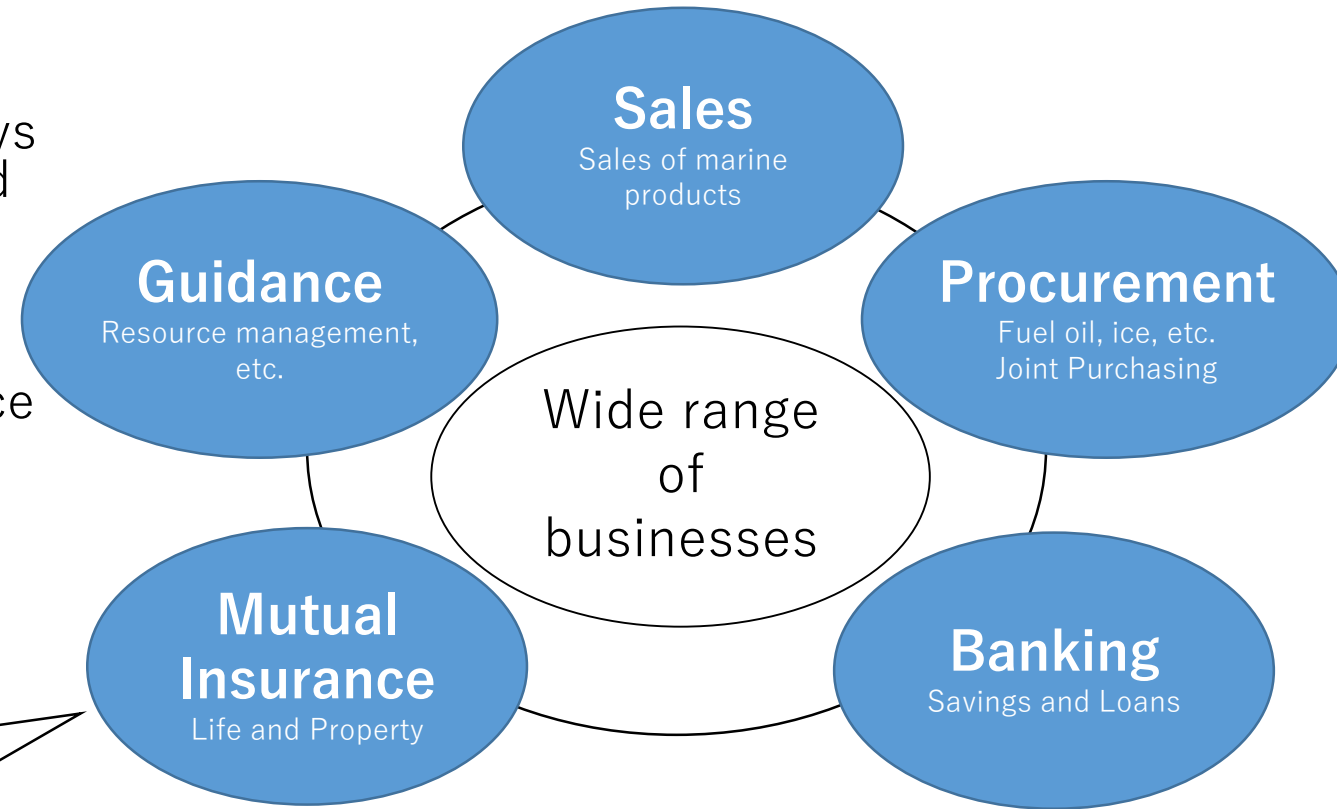 Sales
Sales of marine
products
Guidance
Resource management,
etc.
Procurement
Fuel oil, ice, etc.
Joint Purchasing
Wide range
of
businesses
Mutual
Insurance
Life and Property
Banking
Savings and Loans